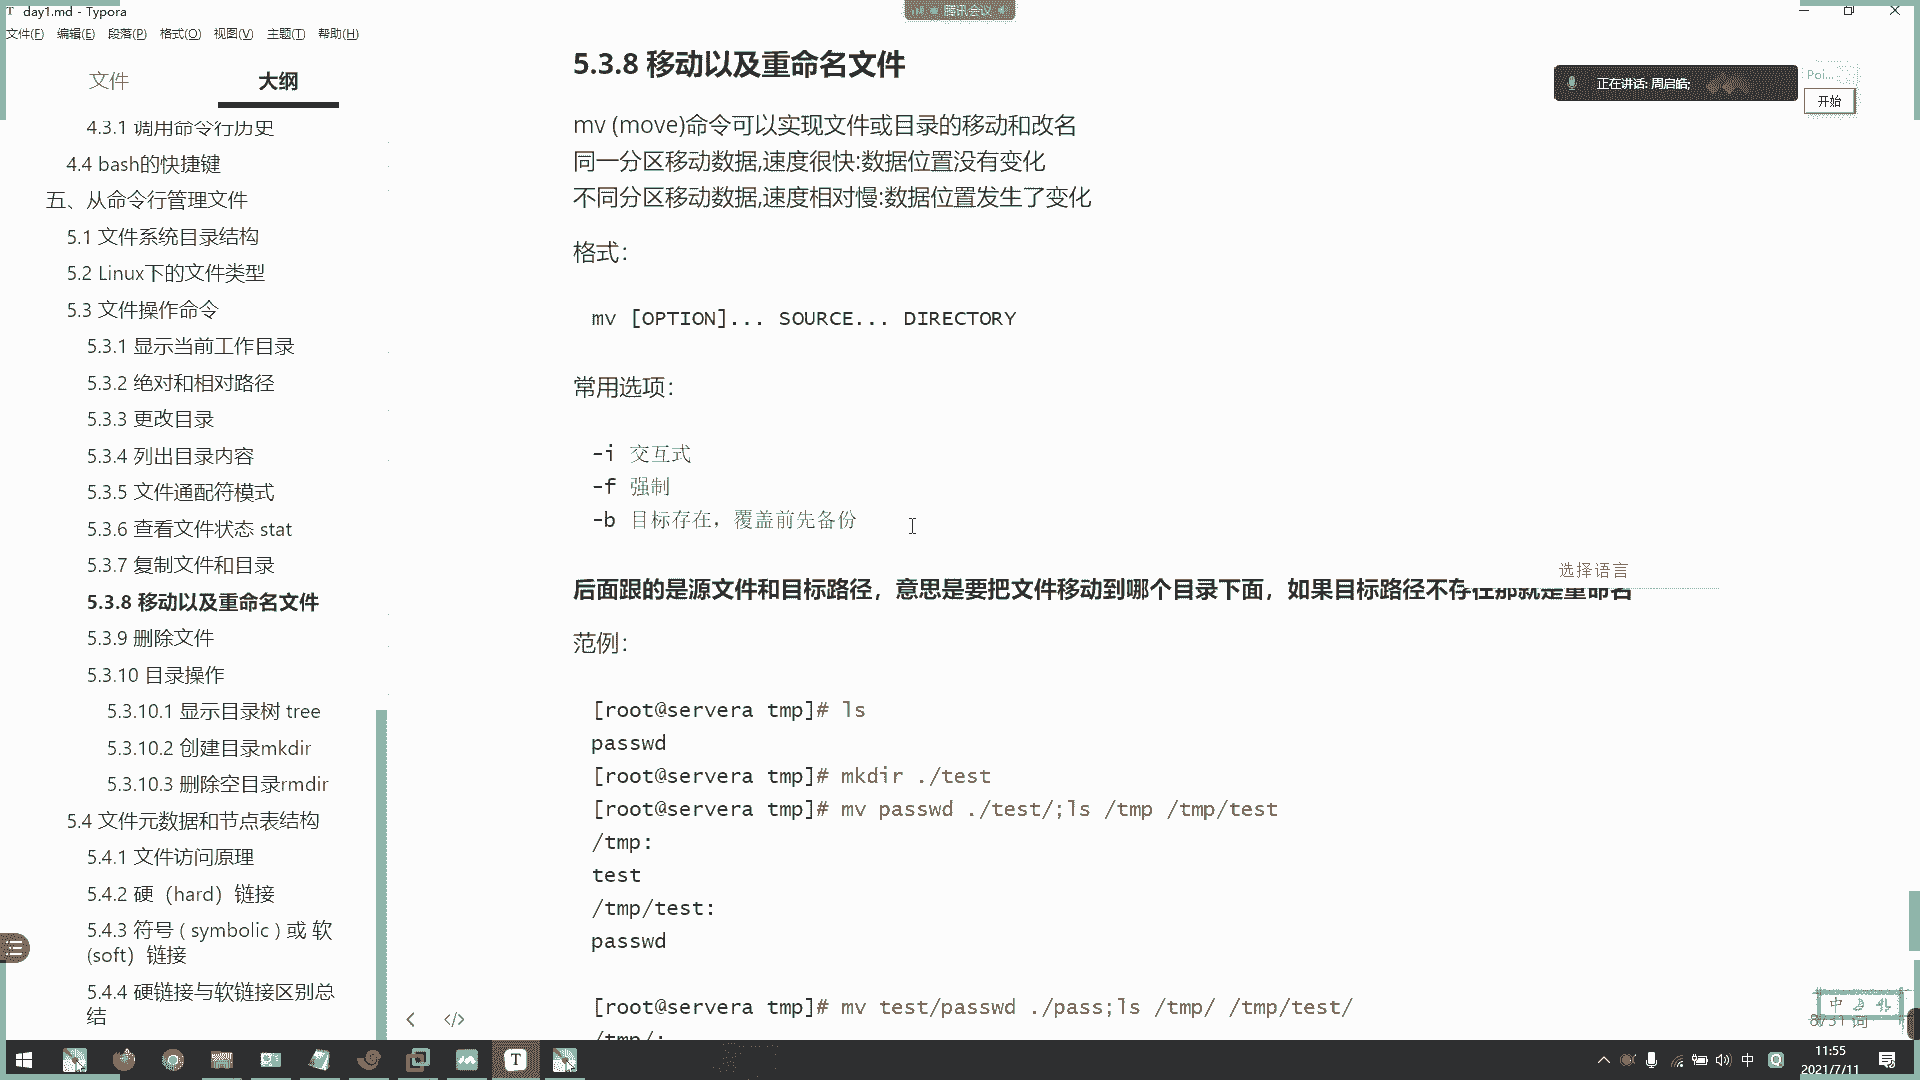 day1.md - Typora
腾讯会议
文件(F) 编辑(E) 段落(P) 格式(O) 视图(V) 主题(T) 帮助(H)
文件 大纲
4.3.1 调用命令行历史
4.4 bash的快捷键
五、从命令行管理文件
5.1 文件系统目录结构
5.2 Linux下的文件类型
5.3 文件操作命令
5.3.1 显示当前工作目录
5.3.2 绝对和相对路径
5.3.3 更改目录
5.3.4 列出目录内容
5.3.5 文件通配符模式
5.3.6 查看文件状态 stat
5.3.7 复制文件和目录
5.3.8 移动以及重命名文件
5.3.9 删除文件
5.3.10 目录操作
5.3.10.1 显示目录树 tree
5.3.10.2 创建目录mkdir
5.3.10.3 删除空目录rmdir
5.4 文件元数据和节点表结构
5.4.1 文件访问原理
5.4.2 硬（hard）链接
5.4.3 符号 ( symbolic ) 或 软
(soft）链接
5.4.4 硬链接与软链接区别总
结
5.3.8 移动以及重命名文件
mv (move)命令可以实现文件或目录的移动和改名
同一分区移动数据,速度很快:数据位置没有变化
不同分区移动数据,速度相对慢:数据位置发生了变化
格式：
mv [OPTION]... SOURCE... DIRECTORY
常用选项：
-i 交互式
-f 强制
-b 目标存在，覆盖前先备份
后面跟的是源文件和目标路径，意思是要把文件移动到哪个目录下面，如果目标路径不存在那就是重命名
选择语言
范例：
[root@servera tmp]# ls
passwd
[root@servera tmp]# mkdir ./test
[root@servera tmp]# mv passwd ./test/;ls /tmp /tmp/test
/tmp:
test
/tmp/test:
passwd
[root@servera tmp]# mv test/passwd ./pass;ls /tmp/ /tmp/test/
/tmp/:
正在讲话: 周启皓;
Poi...
开始
中
11:55
2021/7/11